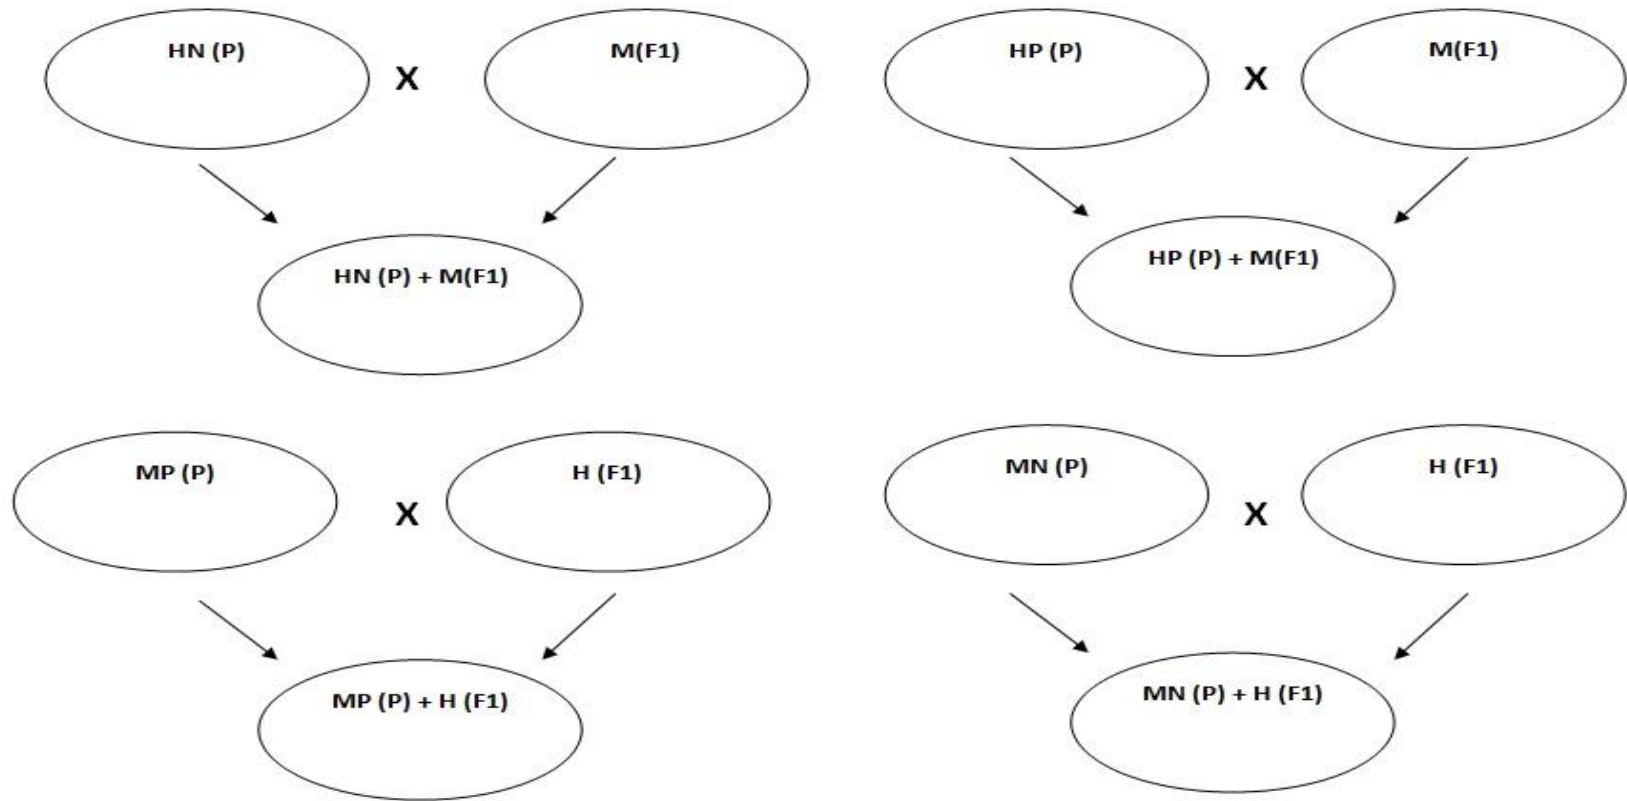 HN (P)
X
M(F1)
HN (P) + M(F1)
HP (P)
X
M(F1)
HP (P) + M(F1)
MP (P)
X
H (F1)
MP (P) + H (F1)
MN (P)
X
H (F1)
MN (P) + H (F1)